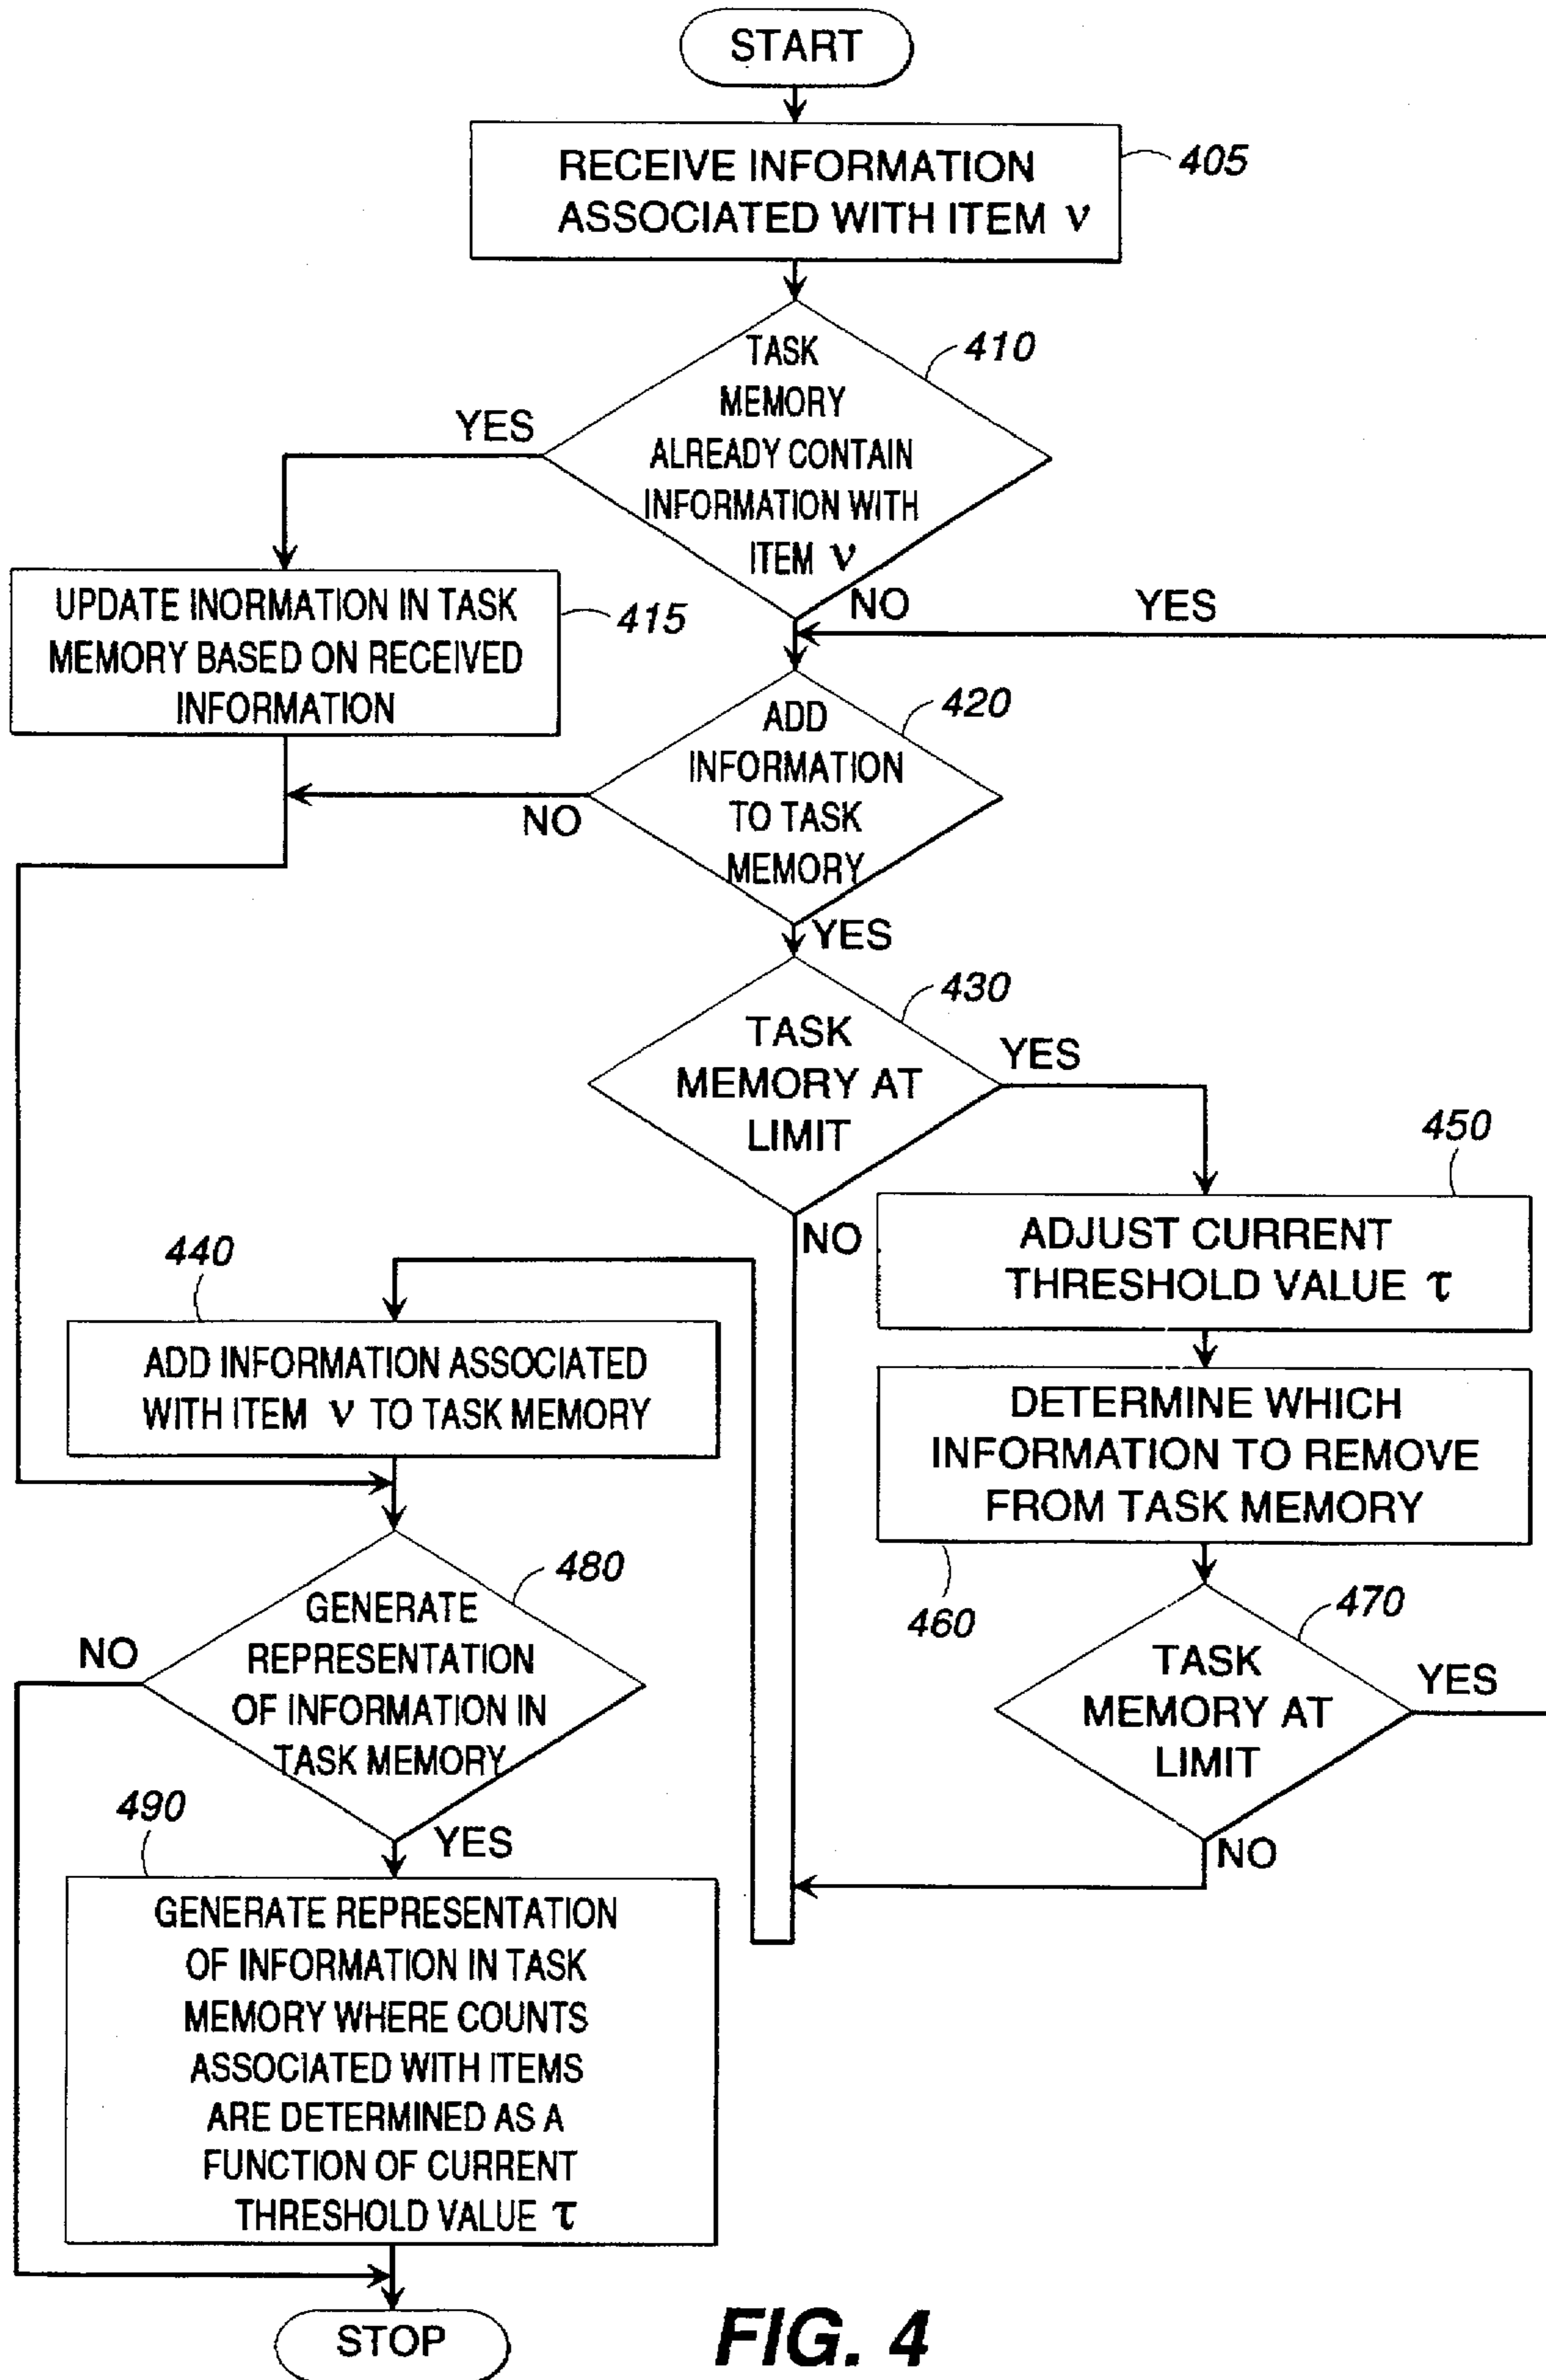 START
RECEIVE INFORMATION
ASSOCIATED WITH ITEM ν
405
TASK
MEMORY
ALREADY CONTAIN
INFORMATION WITH
ITEM ν
410
YES
NO
YES
UPDATE INORMATION IN TASK
MEMORY BASED ON RECEIVED
INFORMATION
415
ADD
INFORMATION
TO TASK
MEMORY
420
NO
YES
TASK
MEMORY AT
LIMIT
430
YES
NO
450
ADJUST CURRENT
THRESHOLD VALUE τ
440
ADD INFORMATION ASSOCIATED
WITH ITEM ν TO TASK MEMORY
DETERMINE WHICH
INFORMATION TO REMOVE
FROM TASK MEMORY
460
GENERATE
REPRESENTATION
OF INFORMATION IN
TASK MEMORY
480
NO
YES
TASK
MEMORY AT
LIMIT
470
YES
NO
490
GENERATE REPRESENTATION
OF INFORMATION IN TASK
MEMORY WHERE COUNTS
ASSOCIATED WITH ITEMS
ARE DETERMINED AS A
FUNCTION OF CURRENT
THRESHOLD VALUE τ
STOP
FIG. 4